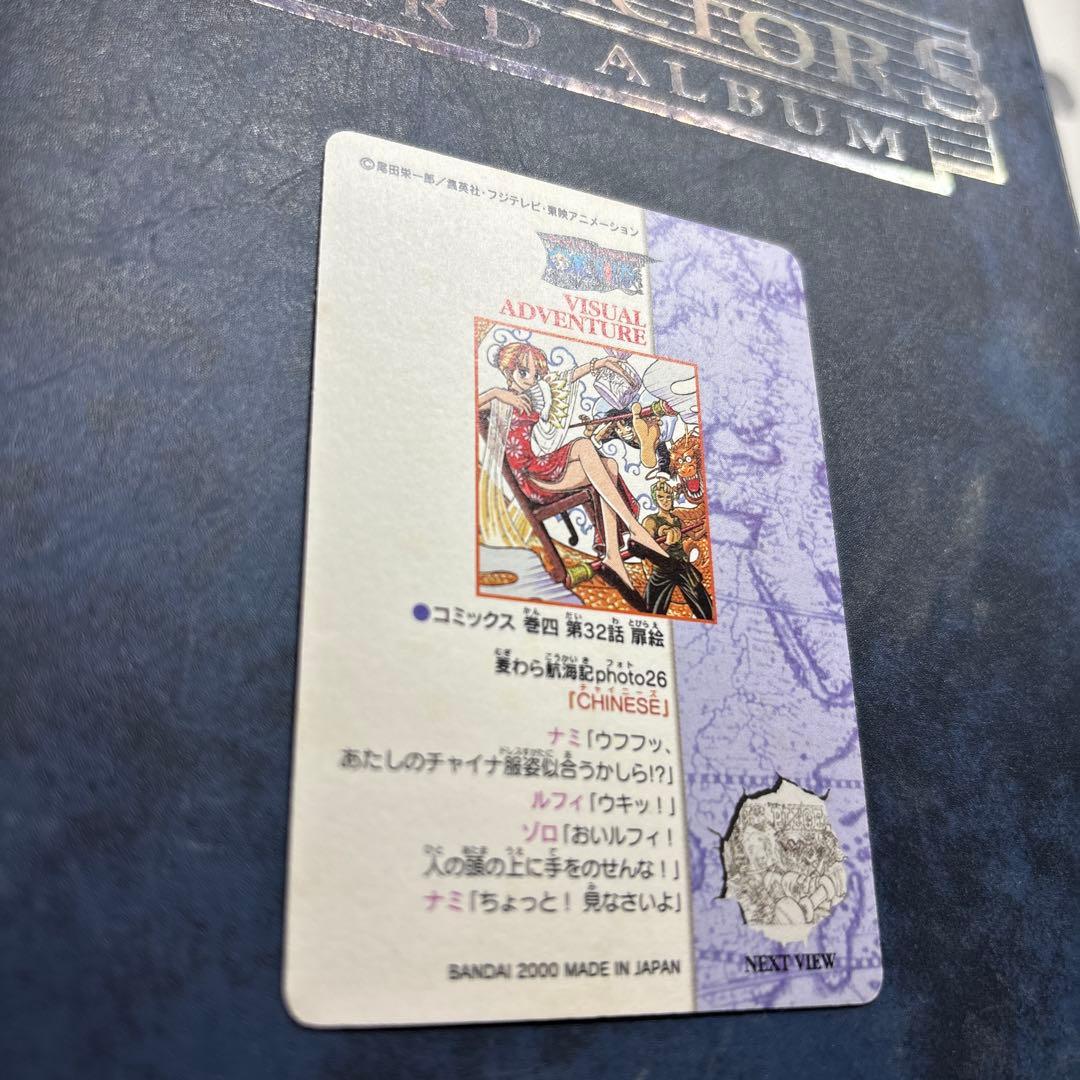 CTORS
RD ALBUM
©尾田栄一郎／集英社・フジテレビ・東映アニメーション
VISUAL
ADVENTURE
●コミックス 巻四 第32話 扉絵
麦わら航海記photo26
「CHINESE」
ナミ「ウフフッ、
あたしのチャイナ服姿似合うかしら!?」
ルフィ「ウキッ！」
ゾロ「おいルフィ！
人の頭の上に手をのせんな！」
ナミ「ちょっと！ 見なさいよ」
BANDAI 2000 MADE IN JAPAN
NEXT VIEW